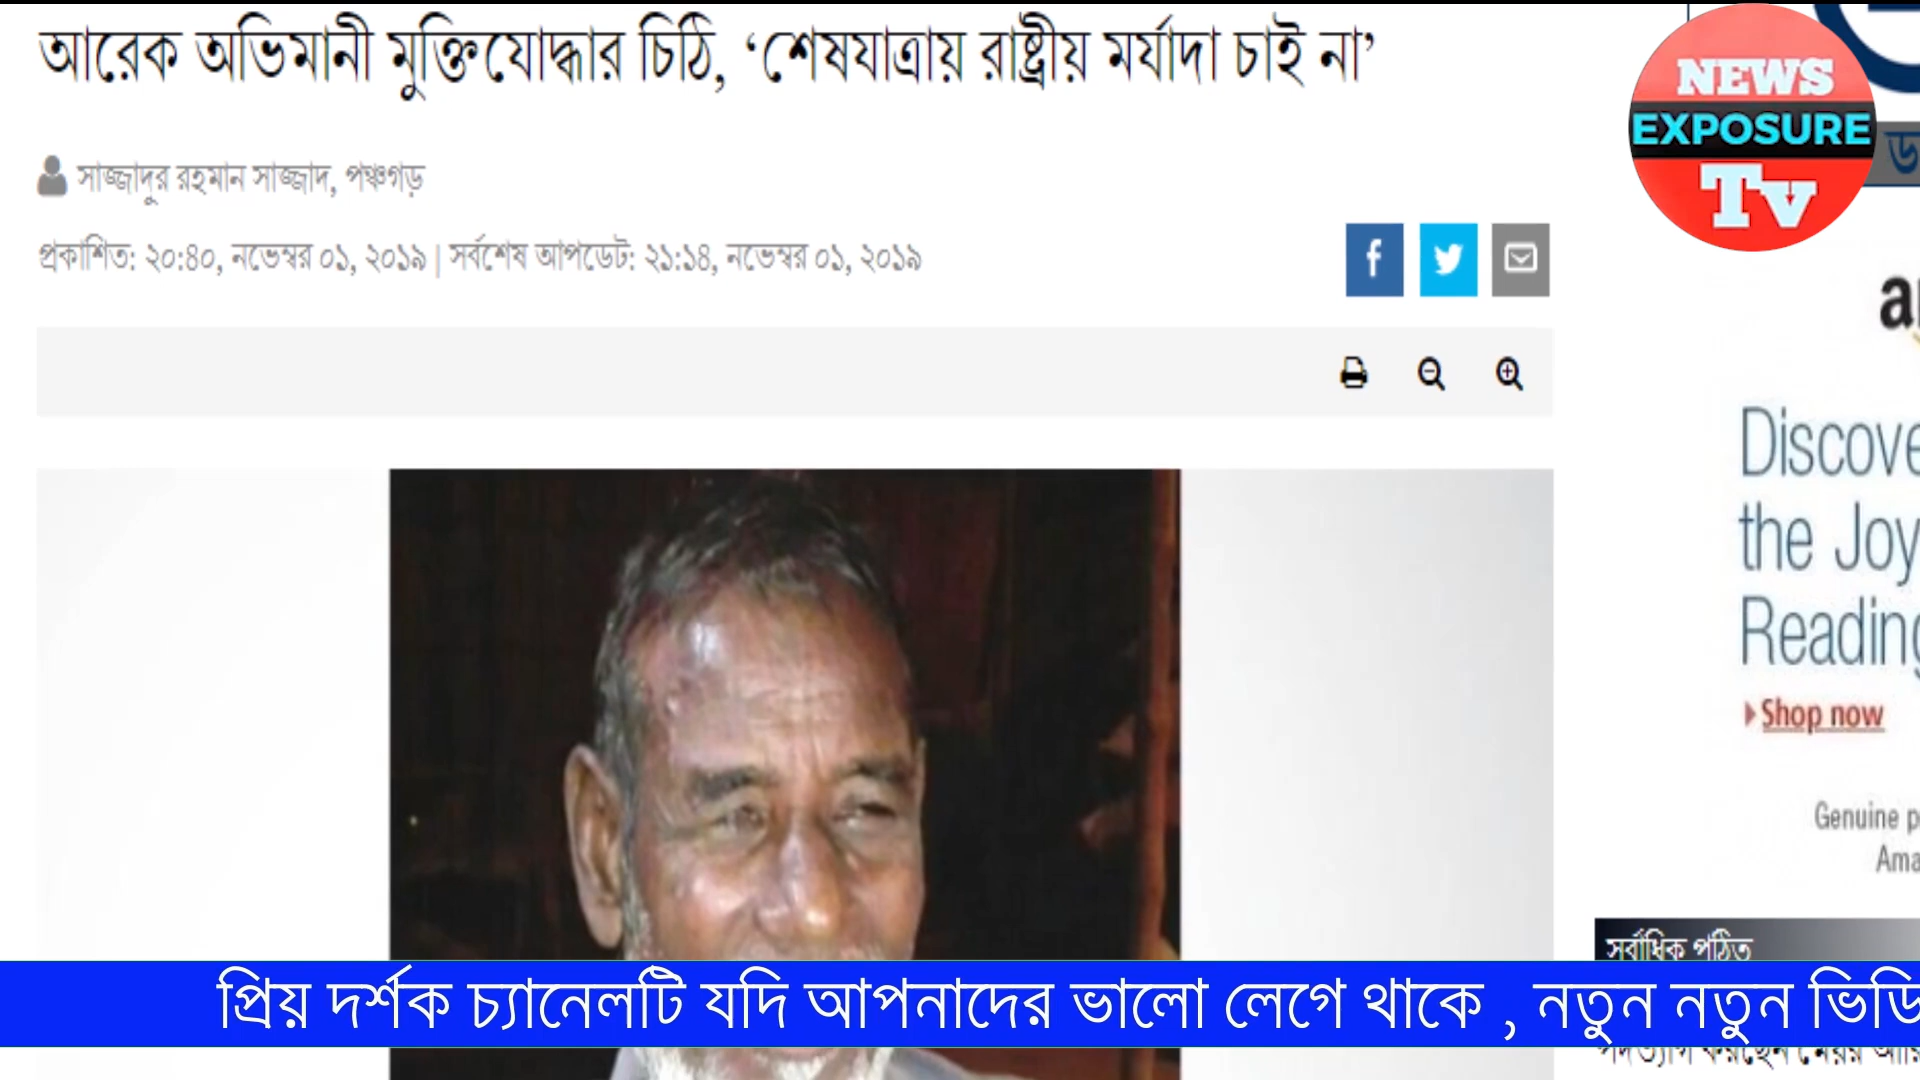 আরেক অভিমানী মুক্তিযোদ্ধার চিঠি, ‘শেষযাত্রায় রাষ্ট্রীয় মর্যাদা চাই না’
সাজ্জাদুর রহমান সাজ্জাদ, পঞ্চগড়
প্রকাশিত: ২০:৪০, নভেম্বর ০১, ২০১৯ | সর্বশেষ আপডেট: ২১:১৪, নভেম্বর ০১, ২০১৯
NEWS
EXPOSURE
Tv
Discove
the Joy
Reading
Shop now
Genuine p
Ama
সর্বাধিক পঠিত
প্রিয় দর্শক চ্যানেলটি যদি আপনাদের ভালো লেগে থাকে , নতুন নতুন ভিডি